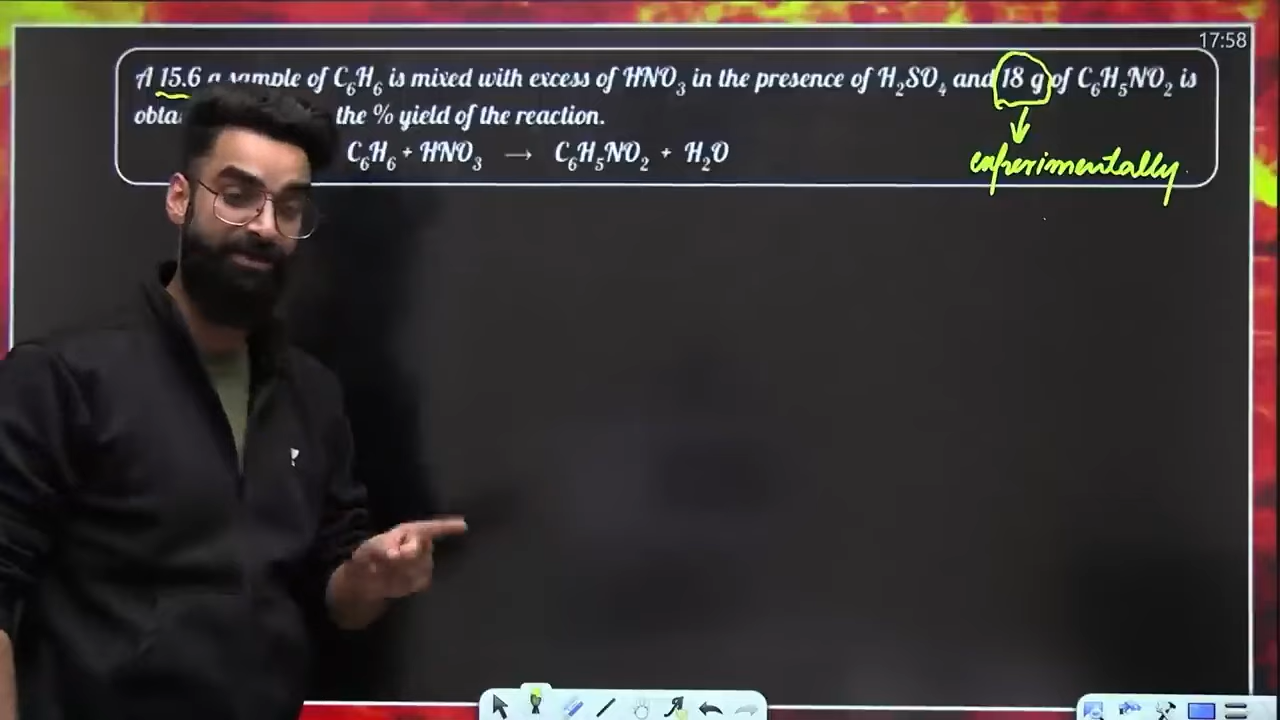 17:58
A 15.6 g sample of C₆H₆ is mixed with excess of HNO₃ in the presence of H₂SO₄ and 18 g of C₆H₅NO₂ is
the % yield of the reaction.
C₆H₆ + HNO₃ → C₆H₅NO₂ + H₂O
experimentally